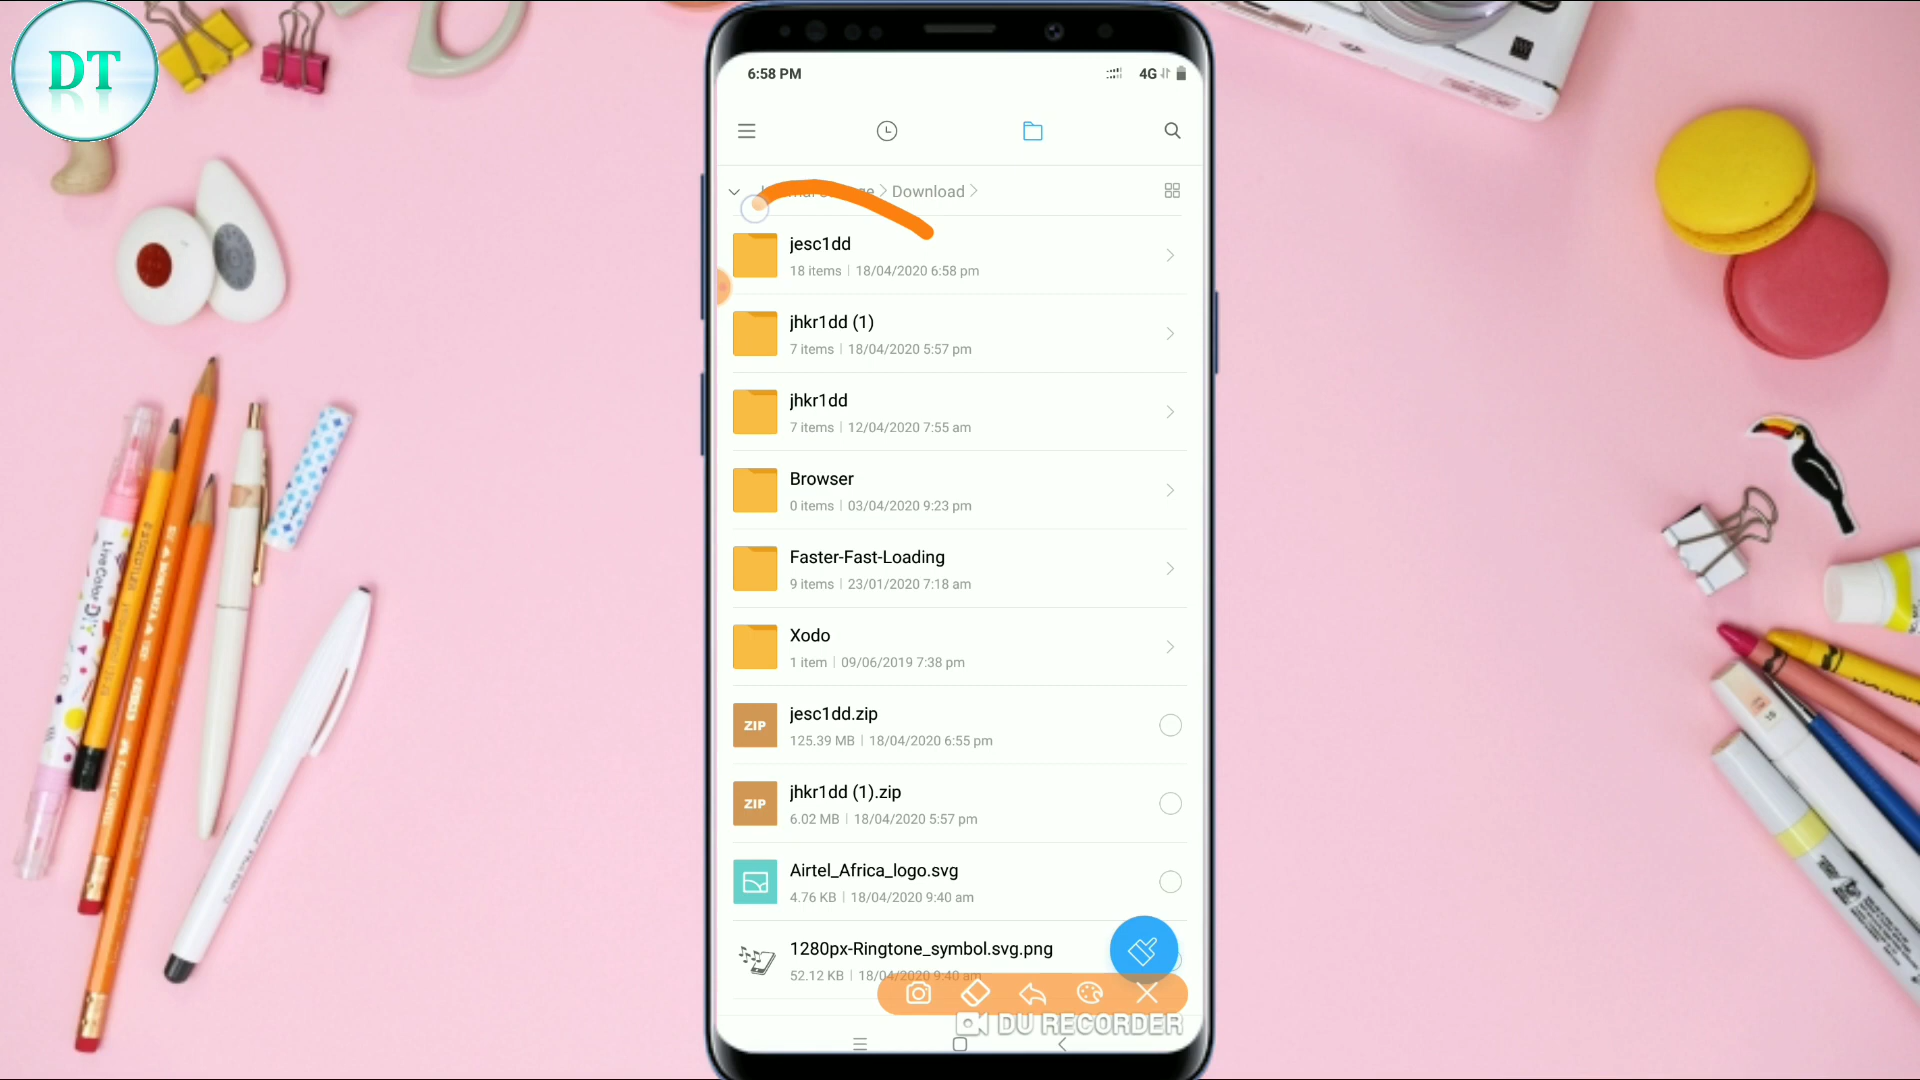 DT
6:58 PM
4G
Download
jesc1dd
18 items | 18/04/2020 6:58 pm
jhkr1dd (1)
7 items | 18/04/2020 5:57 pm
jhkr1dd
7 items | 12/04/2020 7:55 am
Browser
0 items | 03/04/2020 9:23 pm
Faster-Fast-Loading
9 items | 23/01/2020 7:18 am
Xodo
1 item | 09/06/2019 7:38 pm
ZIP
jesc1dd.zip
125.39 MB | 18/04/2020 6:55 pm
ZIP
jhkr1dd (1).zip
6.02 MB | 18/04/2020 5:57 pm
Airtel_Africa_logo.svg
4.76 KB | 18/04/2020 9:40 am
1280px-Ringtone_symbol.svg.png
52.12 KB | 18/04/2020 9:40 am
DU RECORDER
LiveColor D!Y